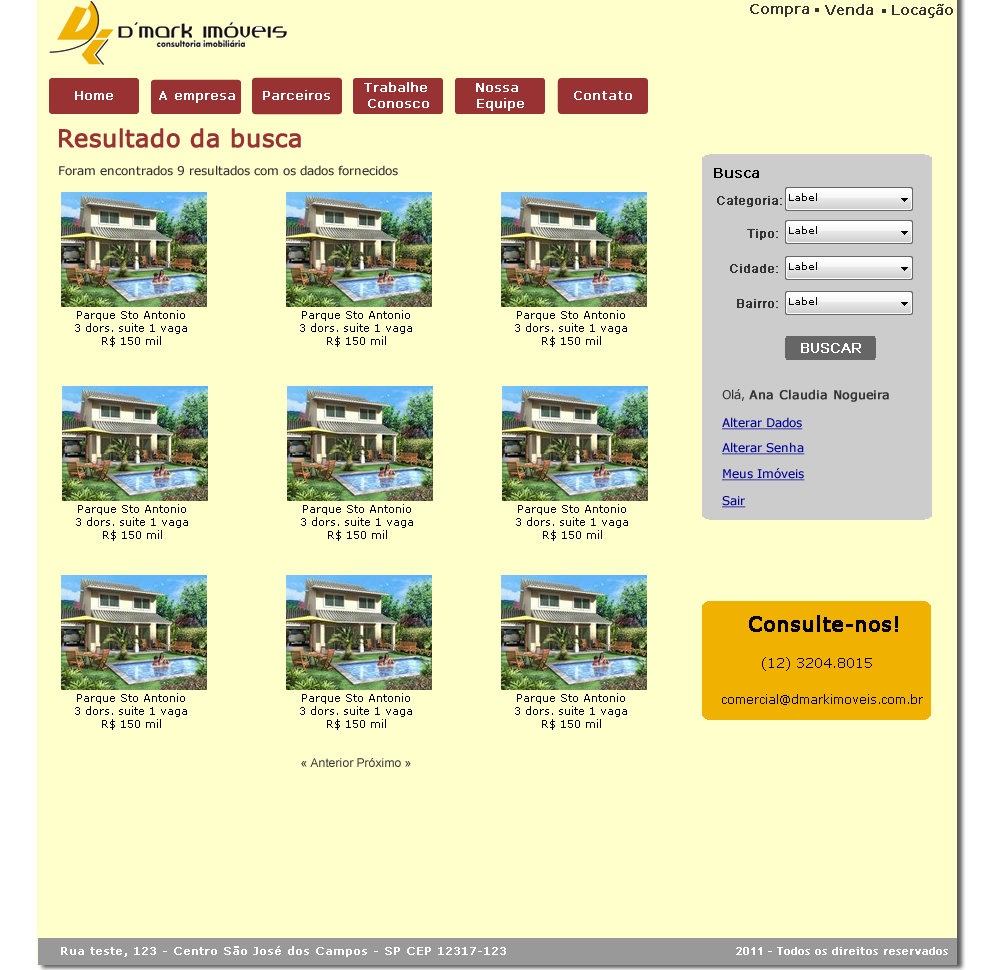 Compra ▪ Venda ▪ Locação
D'mark imóveis
consultoria imobiliária
Home
A empresa
Parceiros
Trabalhe
Conosco
Nossa
Equipe
Contato
Resultado da busca
Foram encontrados 9 resultados com os dados fornecidos
Parque Sto Antonio
3 dors. suite 1 vaga
R$ 150 mil
Parque Sto Antonio
3 dors. suite 1 vaga
R$ 150 mil
Parque Sto Antonio
3 dors. suite 1 vaga
R$ 150 mil
Parque Sto Antonio
3 dors. suite 1 vaga
R$ 150 mil
Parque Sto Antonio
3 dors. suite 1 vaga
R$ 150 mil
Parque Sto Antonio
3 dors. suite 1 vaga
R$ 150 mil
Parque Sto Antonio
3 dors. suite 1 vaga
R$ 150 mil
Parque Sto Antonio
3 dors. suite 1 vaga
R$ 150 mil
Parque Sto Antonio
3 dors. suite 1 vaga
R$ 150 mil
« Anterior Próximo »
Busca
Categoria: Label
Tipo: Label
Cidade: Label
Bairro: Label
BUSCAR
Olá, Ana Claudia Nogueira
Alterar Dados
Alterar Senha
Meus Imóveis
Sair
Consulte-nos!
(12) 3204.8015
comercial@dmarkimoveis.com.br
Rua teste, 123 - Centro São José dos Campos - SP CEP 12317-123
2011 - Todos os direitos reservados